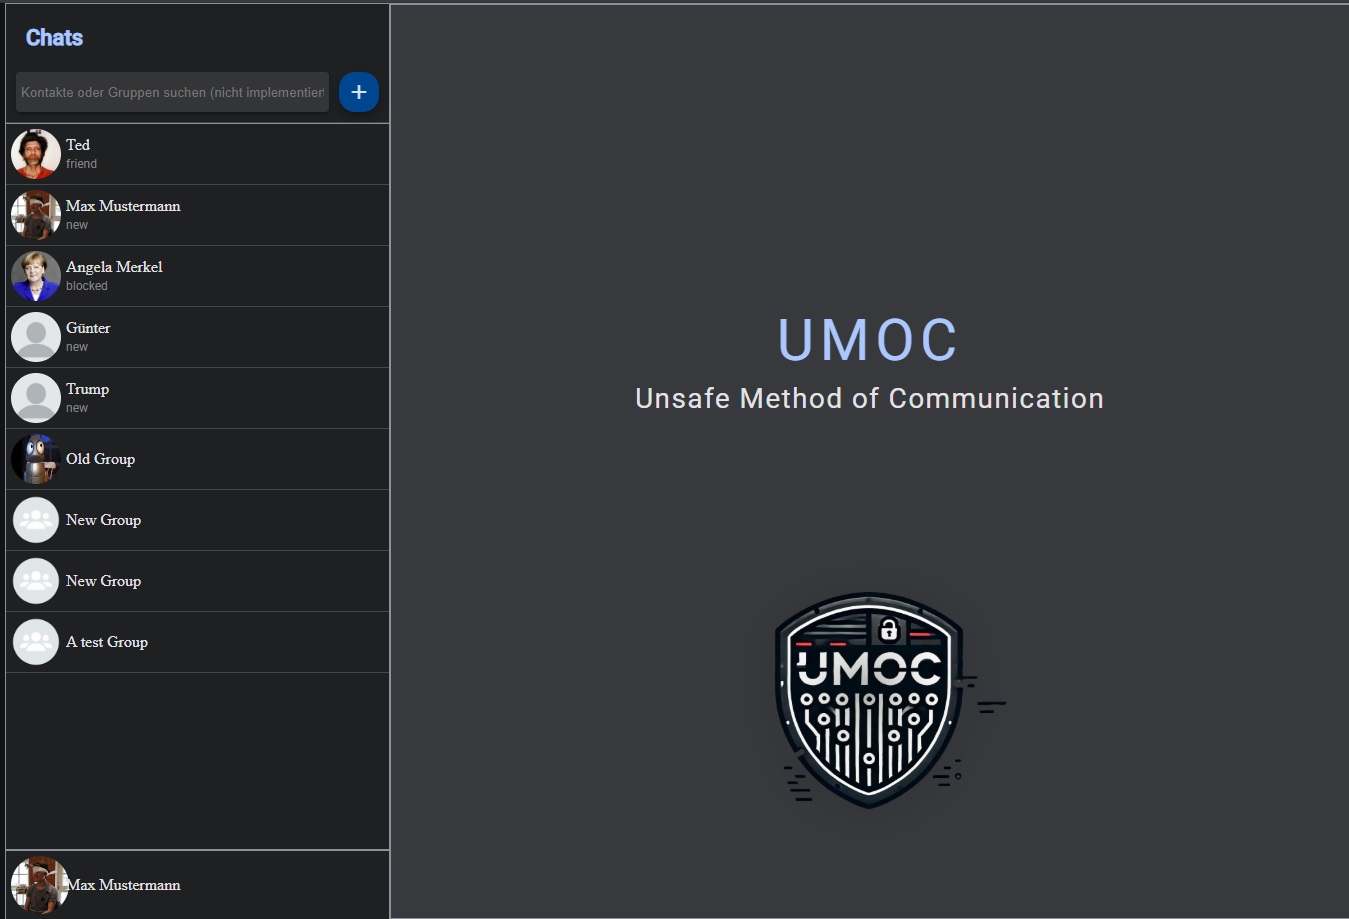 Chats
Kontakte oder Gruppen suchen (nicht implementiert
+
Ted
friend
Max Mustermann
new
Angela Merkel
blocked
Günter
new
Trump
new
Old Group
New Group
New Group
A test Group
Max Mustermann
UMOC
Unsafe Method of Communication
UMOC